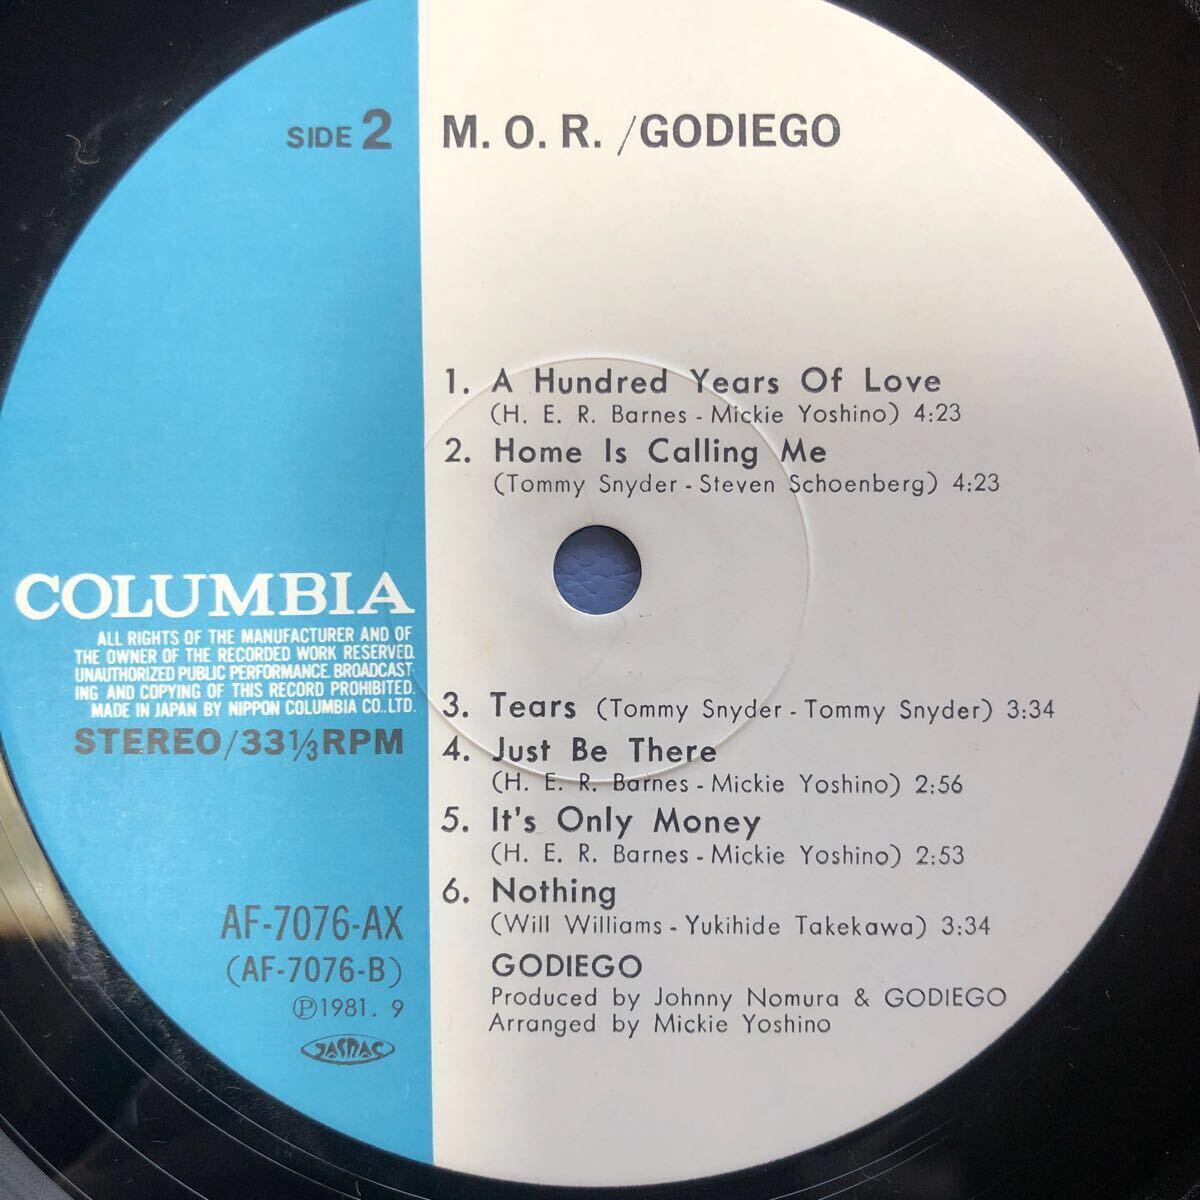 SIDE 2
M. O. R. /GODIEGO
1. A Hundred Years Of Love
(H. E. R. Barnes - Mickie Yoshino) 4:23
2. Home Is Calling Me
(Tommy Snyder - Steven Schoenberg) 4:23
COLUMBIA
ALL RIGHTS OF THE MANUFACTURER AND OF
THE OWNER OF THE RECORDED WORK RESERVED.
UNAUTHORIZED PUBLIC PERFORMANCE. BROADCAST-
ING AND COPYING OF THIS RECORD PROHIBITED.
MADE IN JAPAN BY NIPPON COLUMBIA CO.,LTD.
STEREO/33 1/3 RPM
3. Tears (Tommy Snyder - Tommy Snyder) 3:34
4. Just Be There
(H. E. R. Barnes - Mickie Yoshino) 2:56
5. It's Only Money
(H. E. R. Barnes - Mickie Yoshino) 2:53
6. Nothing
(Will Williams - Yukihide Takekawa) 3:34
GODIEGO
Produced by Johnny Nomura & GODIEGO
Arranged by Mickie Yoshino
AF-7076-AX
(AF-7076-B)
Ⓟ1981. 9
JASRAC